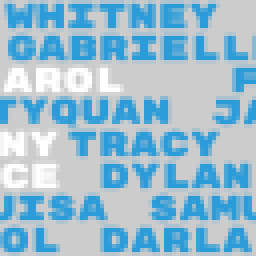 WHITNEY
GABRIELL
AROL F
TYQUAN JA
NY TRACY
CE DYLAN
UISA SAMU
OL DARLA